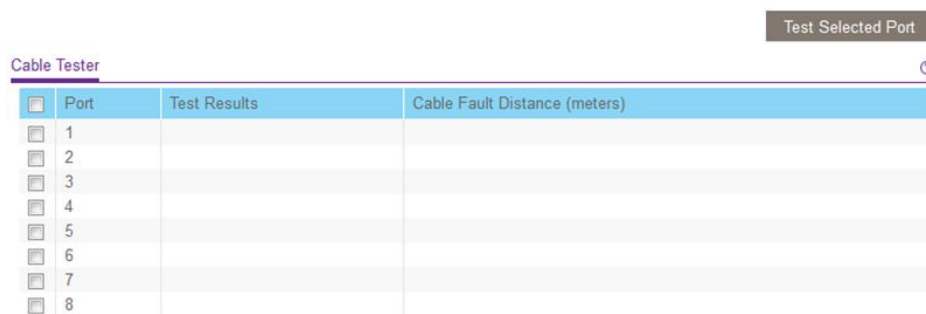 Test Selected Port
Cable Tester
Port Test Results Cable Fault Distance (meters)
1
2
3
4
5
6
7
8